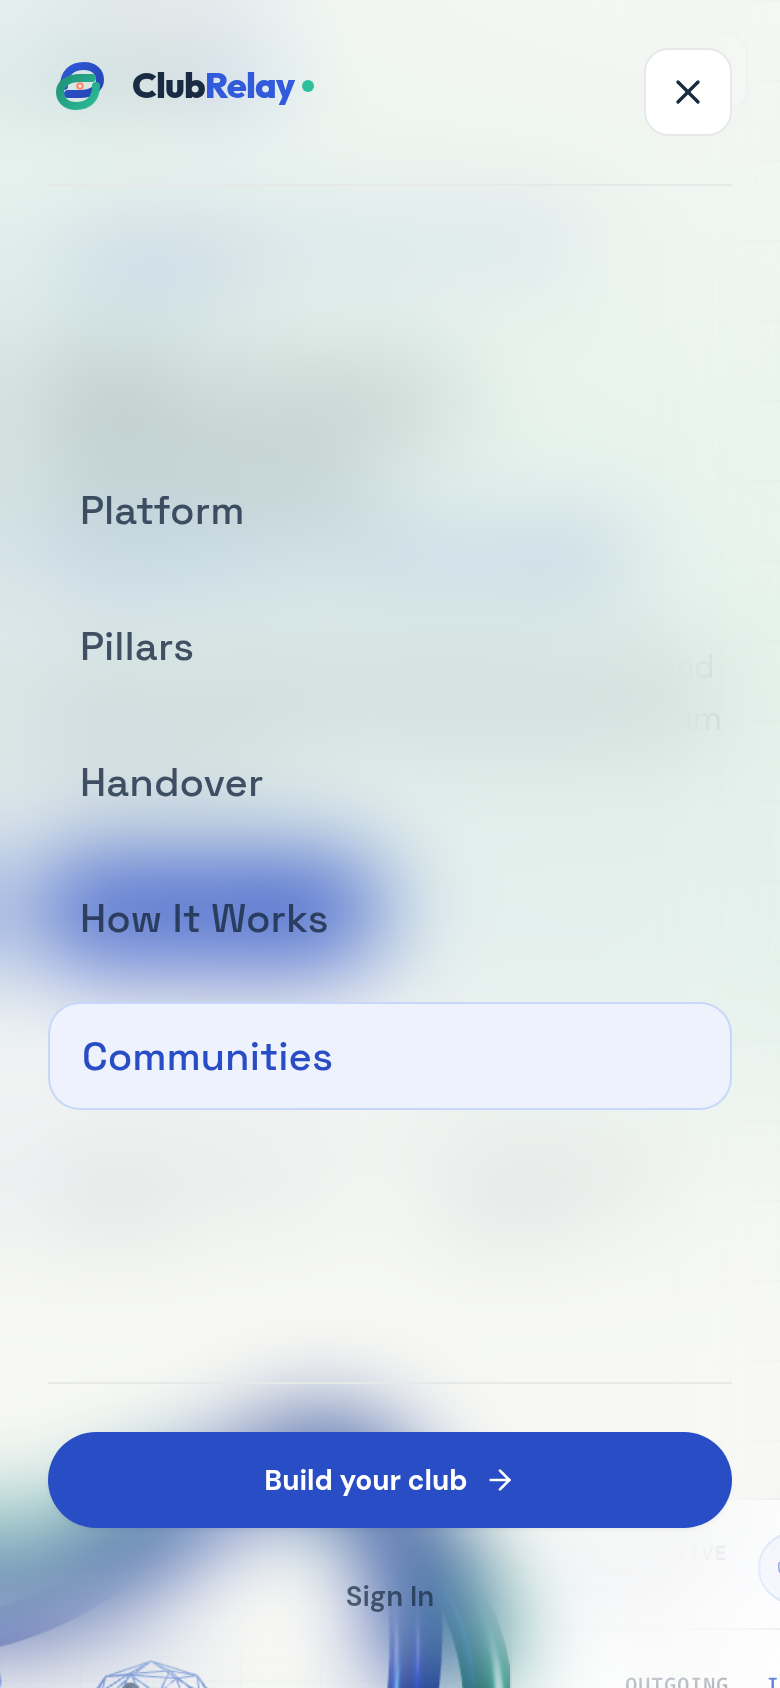 ClubRelay
Platform
Pillars
Handover
How It Works
Communities
Build your club
Sign In
OUTGOING